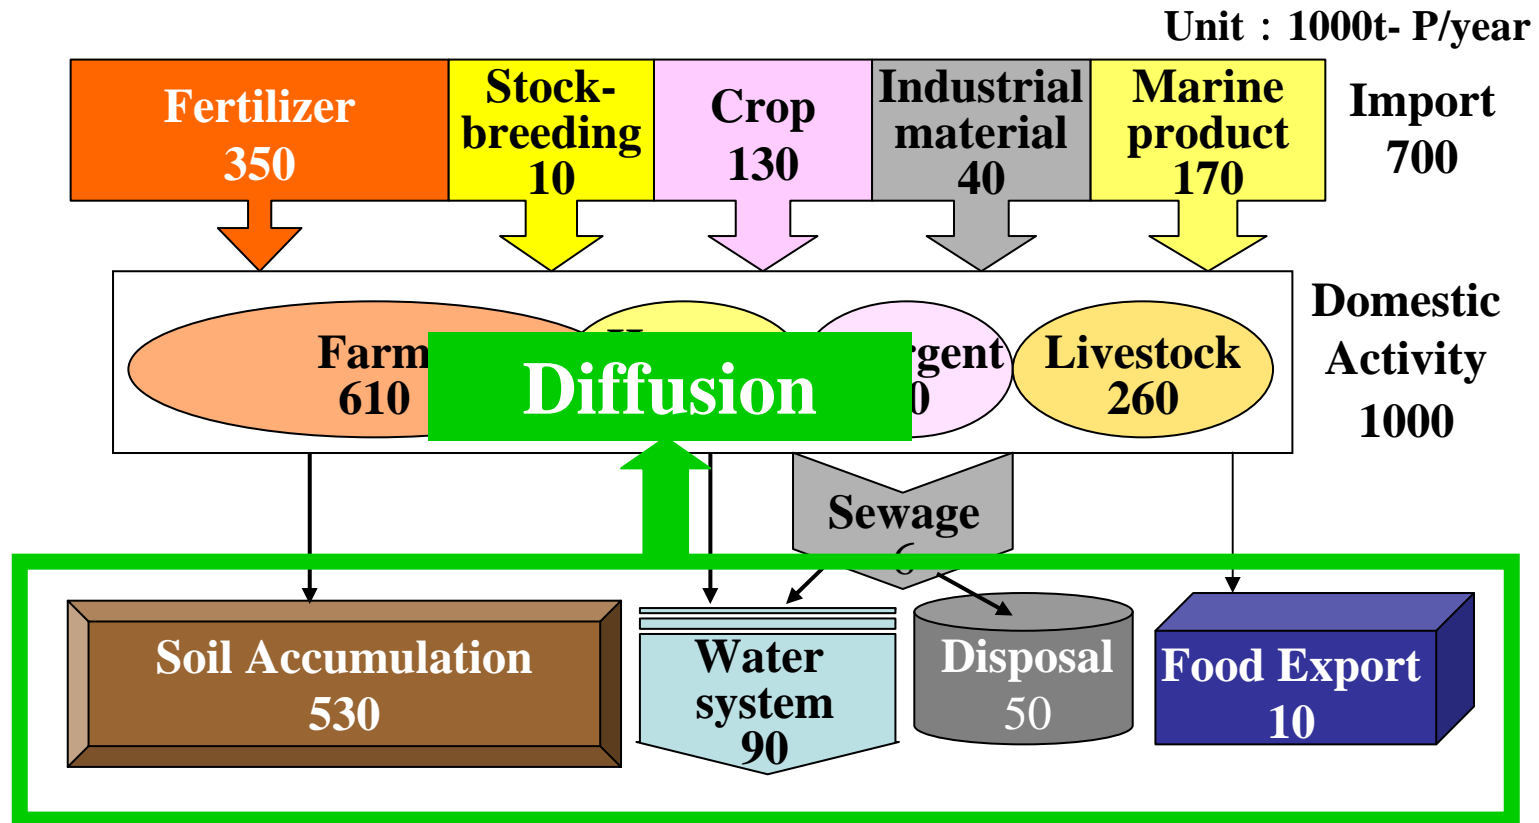 Unit : 1000t- P/year
Fertilizer
350
Stock-
breeding
10
Crop
130
Industrial
material
40
Marine
product
170
Import
700
Farm
610
Diffusion
Livestock
260
Domestic
Activity
1000
Sewage
Soil Accumulation
530
Water
system
90
Disposal
50
Food Export
10